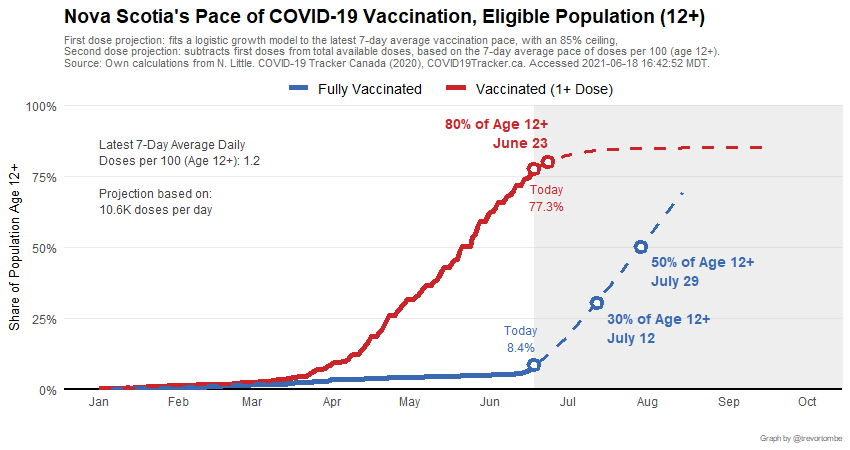 Nova Scotia's Pace of COVID-19 Vaccination, Eligible Population (12+)
First dose projection: fits a logistic growth model to the latest 7-day average vaccination pace, with an 85% ceiling,
Second dose projection: subtracts first doses from total available doses, based on the 7-day average pace of doses per 100 (age 12+).
Source: Own calculations from N. Little. COVID-19 Tracker Canada (2020), COVID19Tracker.ca. Accessed 2021-06-18 16:42:52 MDT.
Fully Vaccinated
Vaccinated (1+ Dose)
Share of Population Age 12+
100%
75%
50%
25%
0%
Latest 7-Day Average Daily
Doses per 100 (Age 12+): 1.2
Projection based on:
10.6K doses per day
80% of Age 12+
June 23
Today
77.3%
50% of Age 12+
July 29
30% of Age 12+
July 12
Today
8.4%
Jan Feb Mar Apr May Jun Jul Aug Sep Oct
Graph by @trevortombe